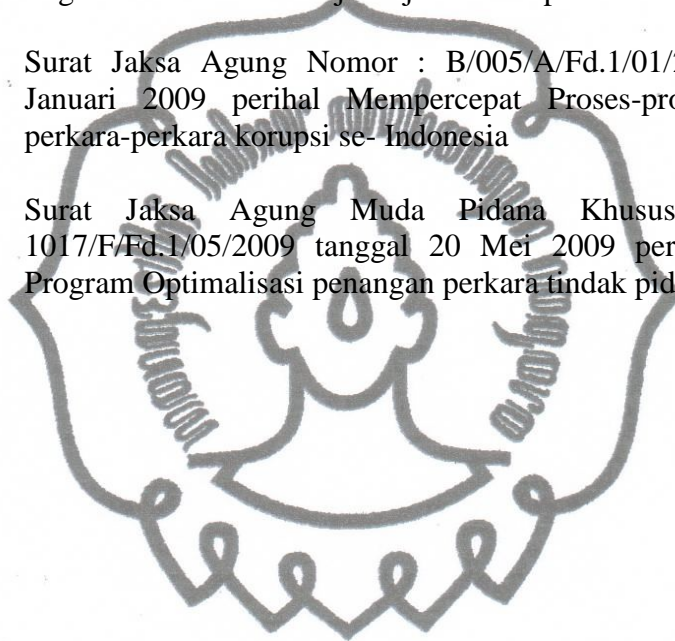 Surat Jaksa Agung Nomor : B/005/A/Fd.1/01/
Januari 2009 perihal Mempercepat Proses-pro
perkara-perkara korupsi se- Indonesia
Surat Jaksa Agung Muda Pidana Khusus
1017/F/Fd.1/05/2009 tanggal 20 Mei 2009 per
Program Optimalisasi penangan perkara tindak pid